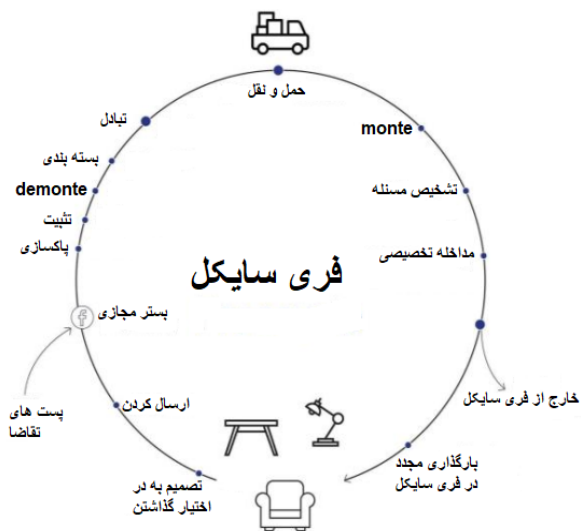 حمل و نقل
تبادل
monte
بسته بندی
demonte
تشخیص مسئله
تثبیت
پاکسازی
مداخله تخصیصی
فری سایکل
بستر مجازی
خارج از فری سایکل
ارسال کردن
پست های
تقاضا
بارگذاری مجدد
در فری سایکل
تصمیم به در
اختیار گذاشتن